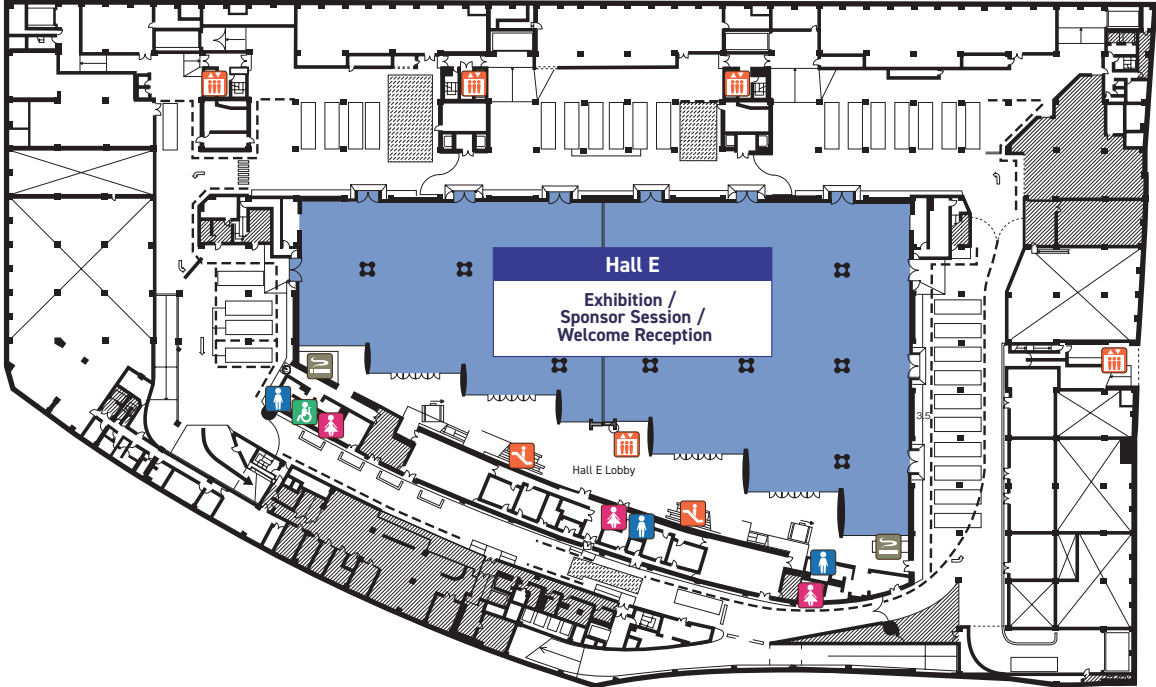 Hall E
Exhibition /
Sponsor Session /
Welcome Reception
3.5
Hall E Lobby